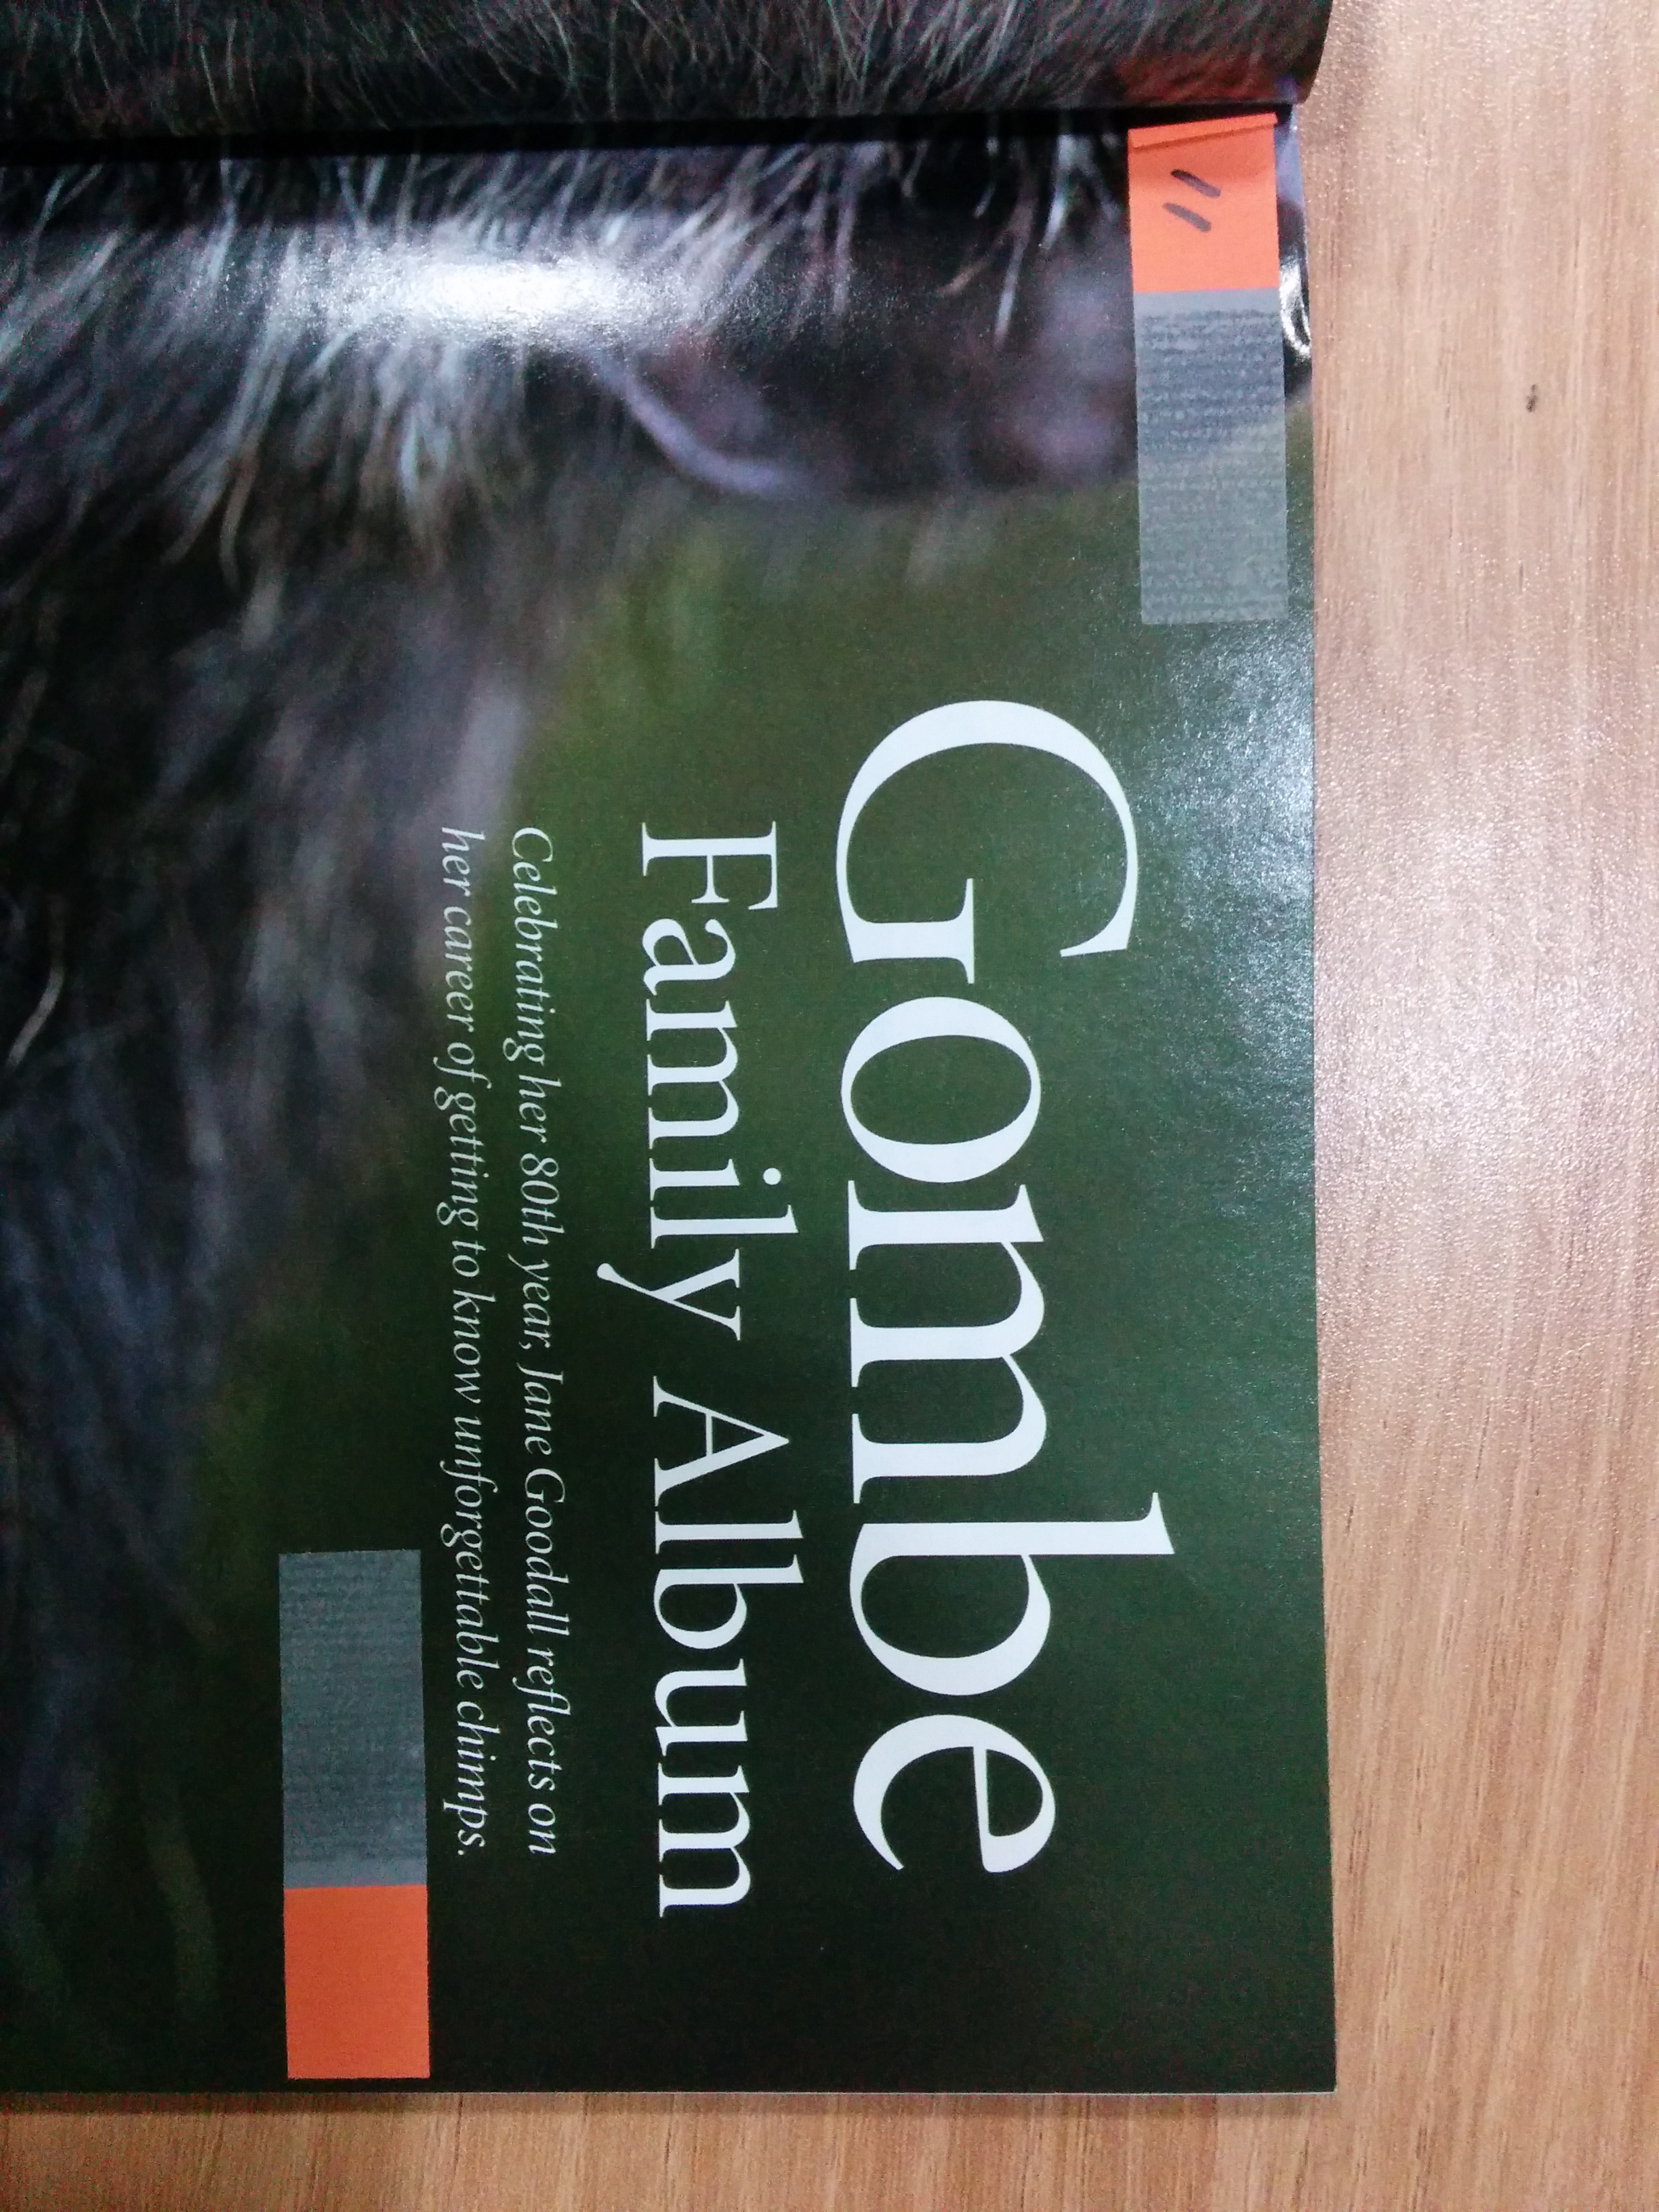 Gombe
Family Album
Celebrating her 80th year, Jane Goodall reflects on
her career of getting to know unforgettable chimps.